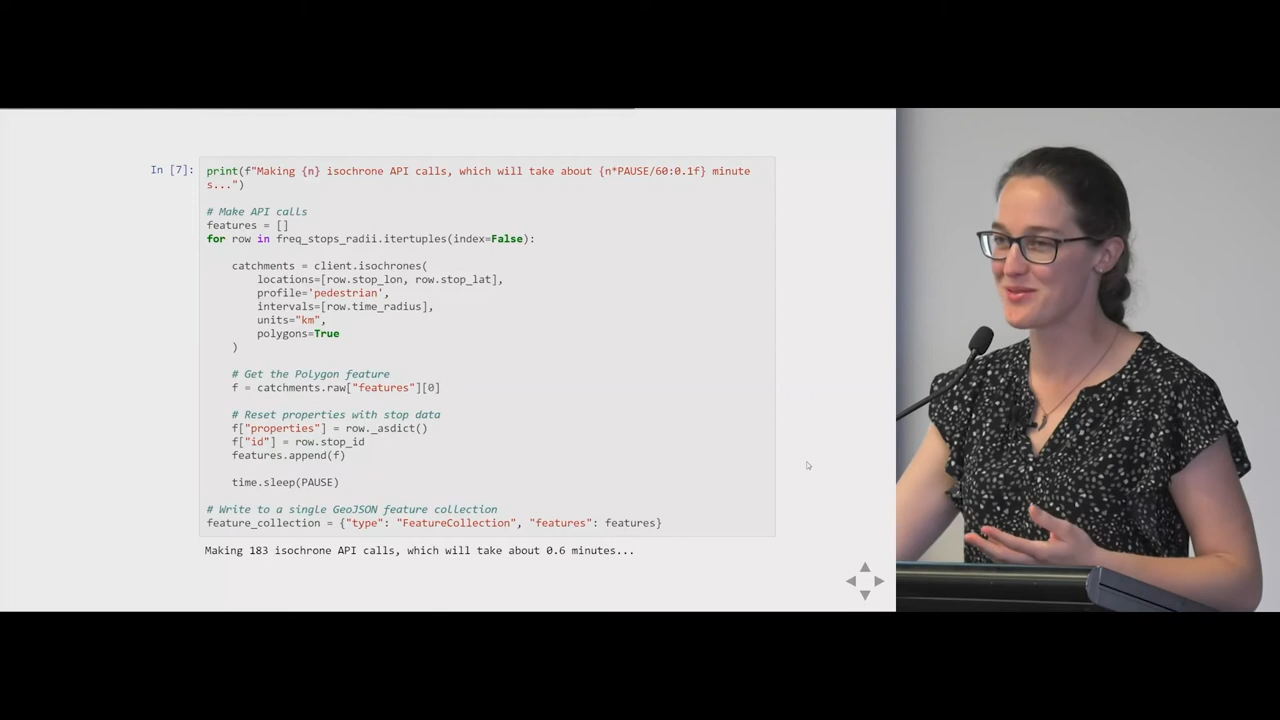 In [7]:
print(f"Making {n} isochrone API calls, which will take about {n*PAUSE/60:0.1f} minute
s...")
# Make API calls
features = []
for row in freq_stops_radii.itertuples(index=False):
catchments = client.isochrones(
locations=[row.stop_lon, row.stop_lat],
profile='pedestrian',
intervals=[row.time_radius],
units="km",
polygons=True
)
# Get the Polygon feature
f = catchments.raw["features"][0]
# Reset properties with stop data
f["properties"] = row._asdict()
f["id"] = row.stop_id
features.append(f)
time.sleep(PAUSE)
# Write to a single GeoJSON feature collection
feature_collection = {"type": "FeatureCollection", "features": features}
Making 183 isochrone API calls, which will take about 0.6 minutes...